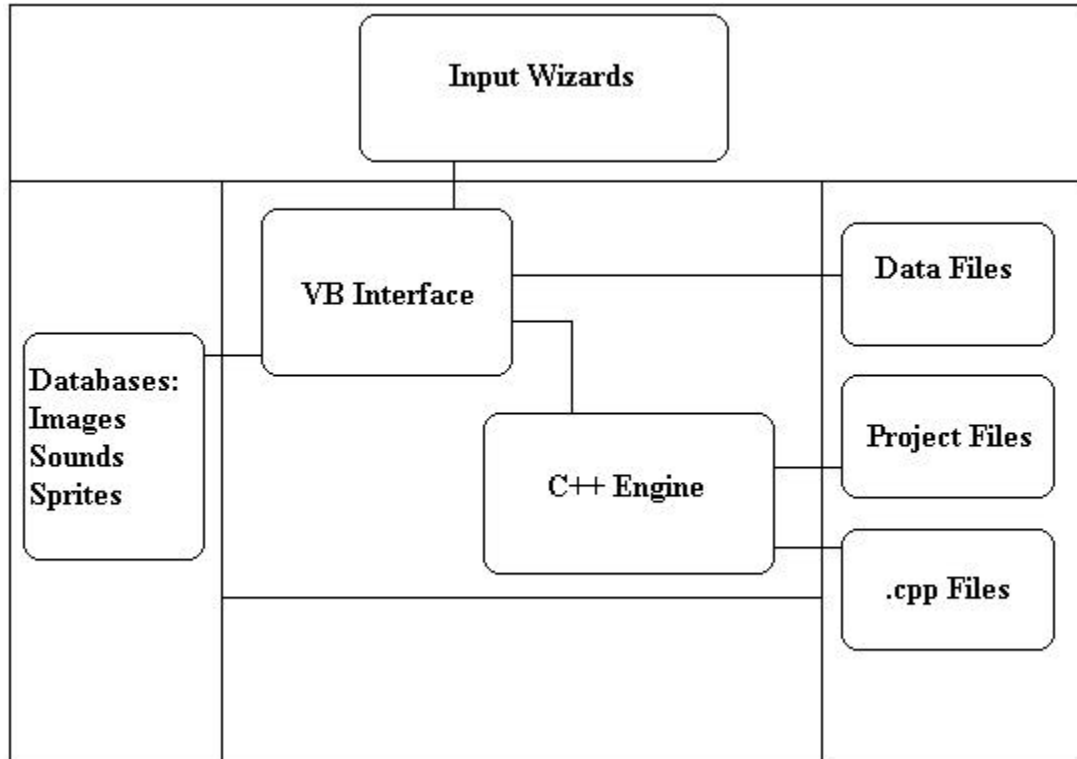 Input Wizards
VB Interface
Data Files
Databases:
Images
Sounds
Sprites
Project Files
C++ Engine
.cpp Files